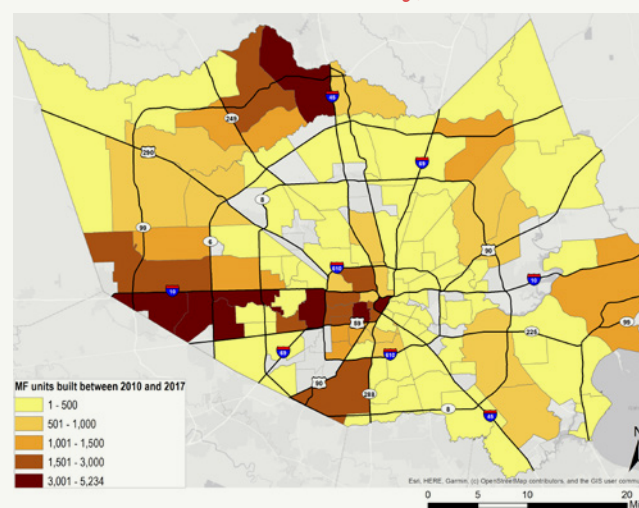 45
249
290
69
8
99
6
90
610
10
10
99
69
225
69
610
90
288
8
45
MF units built between 2010 and 2017
1 - 500
501 - 1,000
1,001 - 1,500
1,501 - 3,000
3,001 - 5,234
N
Esri, HERE, Garmin, (c) OpenStreetMap contributors, and the GIS user commu
0 5 10 20
Mi